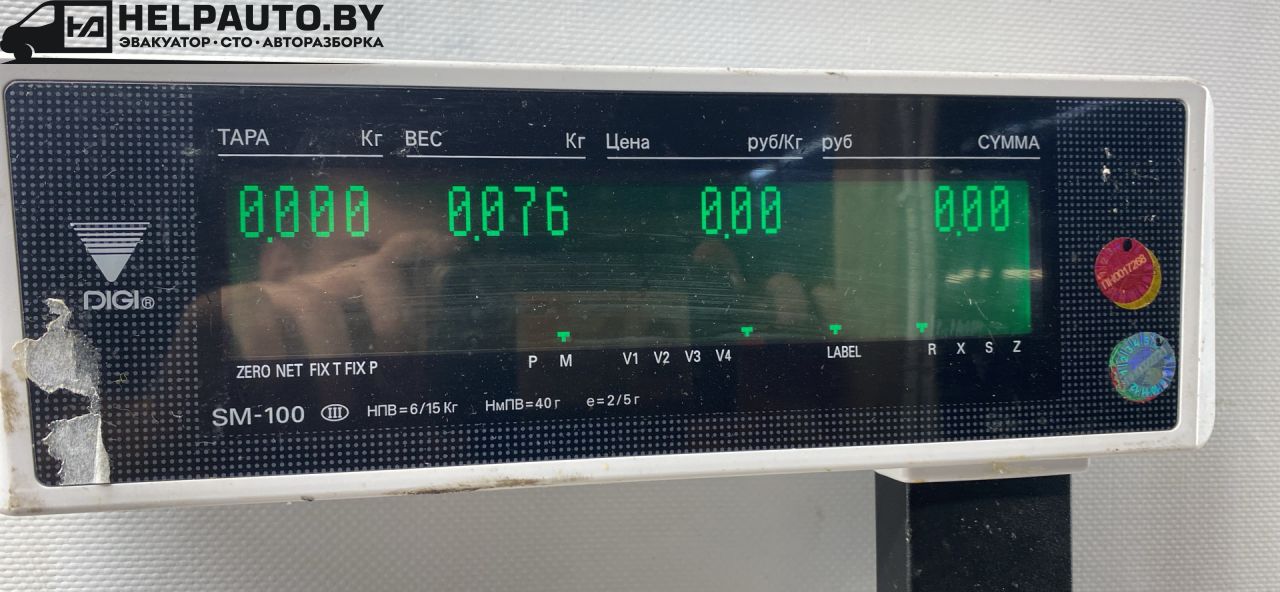 HELPAUTO.BY
ЭВАКУАТОР · СТО · АВТОРАЗБОРКА
ТАРА Кг ВЕС Кг Цена руб/Кг руб СУММА
0.000 0.076 0.00 0.00
DIGI®
P M V1 V2 V3 V4 LABEL R X S Z
ZERO NET FIX T FIX P
SM-100 III НПВ=6/15 Кг НмПВ=40 г e=2/5 г